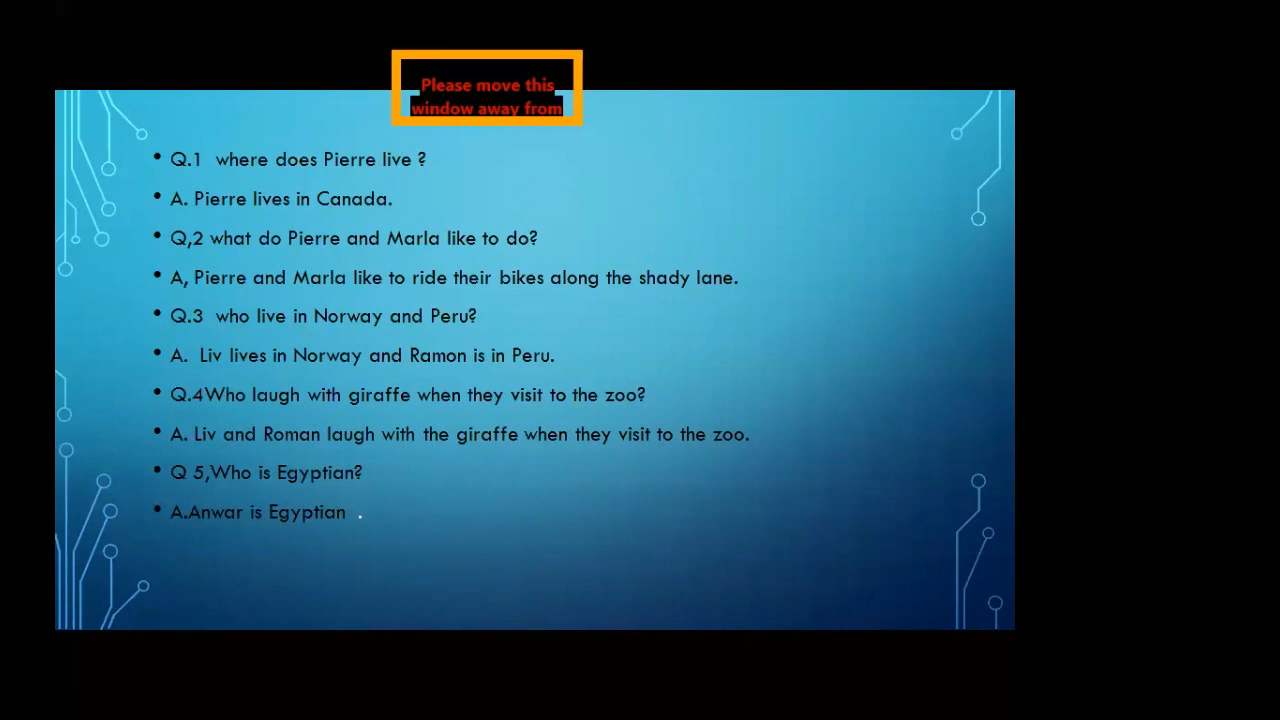 Please move this
window away from
• Q.1 where does Pierre live ?
• A. Pierre lives in Canada.
• Q,2 what do Pierre and Marla like to do?
• A, Pierre and Marla like to ride their bikes along the shady lane.
• Q.3 who live in Norway and Peru?
• A. Liv lives in Norway and Ramon is in Peru.
• Q.4Who laugh with giraffe when they visit to the zoo?
• A. Liv and Roman laugh with the giraffe when they visit to the zoo.
• Q 5,Who is Egyptian?
• A.Anwar is Egyptian .